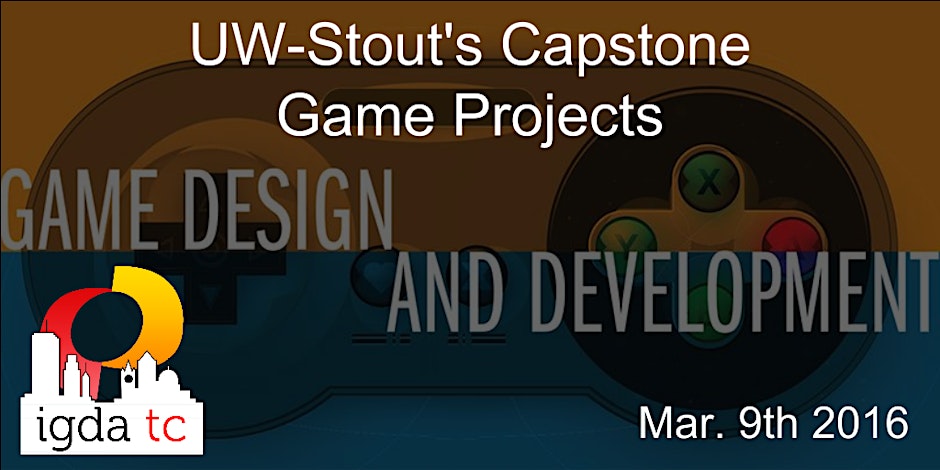 UW-Stout's Capstone
Game Projects
GAME DESIGN
X
Y
AND DEVELOPMENT
igda tc
Mar. 9th 2016